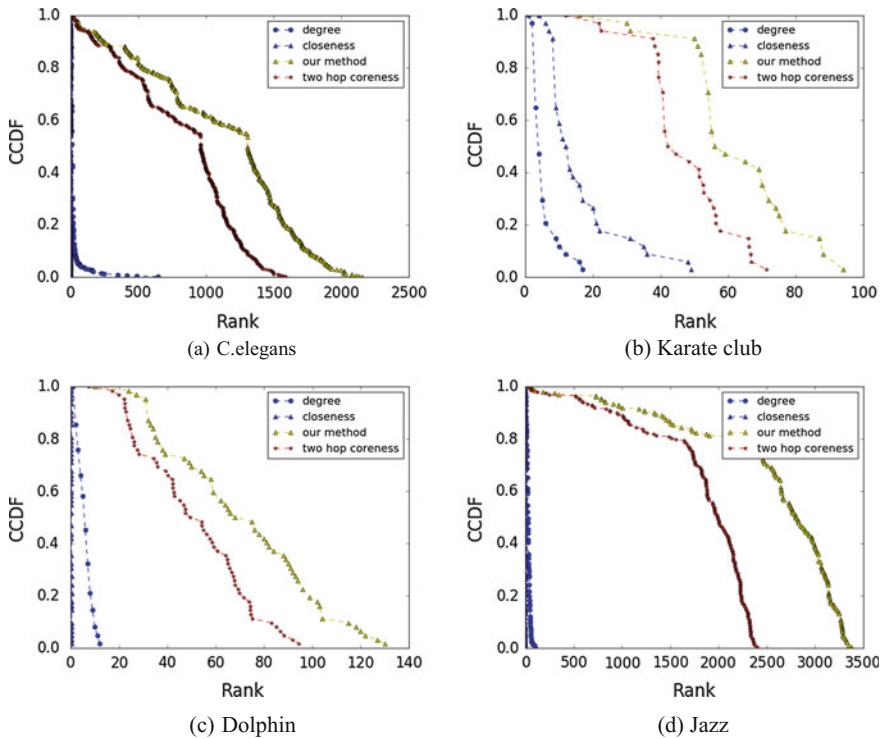 CCDF
1.0
0.8
0.6
0.4
0.2
0.0
degree
closeness
our method
two hop coreness
0 500 1000 1500 2000 2500
Rank
(a) C.elegans
CCDF
1.0
0.8
0.6
0.4
0.2
0.0
degree
closeness
our method
two hop coreness
0 20 40 60 80 100
Rank
(b) Karate club
CCDF
1.0
0.8
0.6
0.4
0.2
0.0
degree
closeness
our method
two hop coreness
0 20 40 60 80 100 120 140
Rank
(c) Dolphin
CCDF
1.0
0.8
0.6
0.4
0.2
0.0
degree
closeness
our method
two hop coreness
0 500 1000 1500 2000 2500 3000 3500
Rank
(d) Jazz